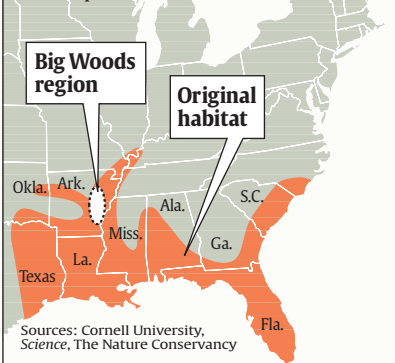 Big Woods
region
Original
habitat
Okla.
Ark.
Ala.
S.C.
Miss.
Ga.
La.
Texas
Fla.
Sources: Cornell University,
Science, The Nature Conservancy